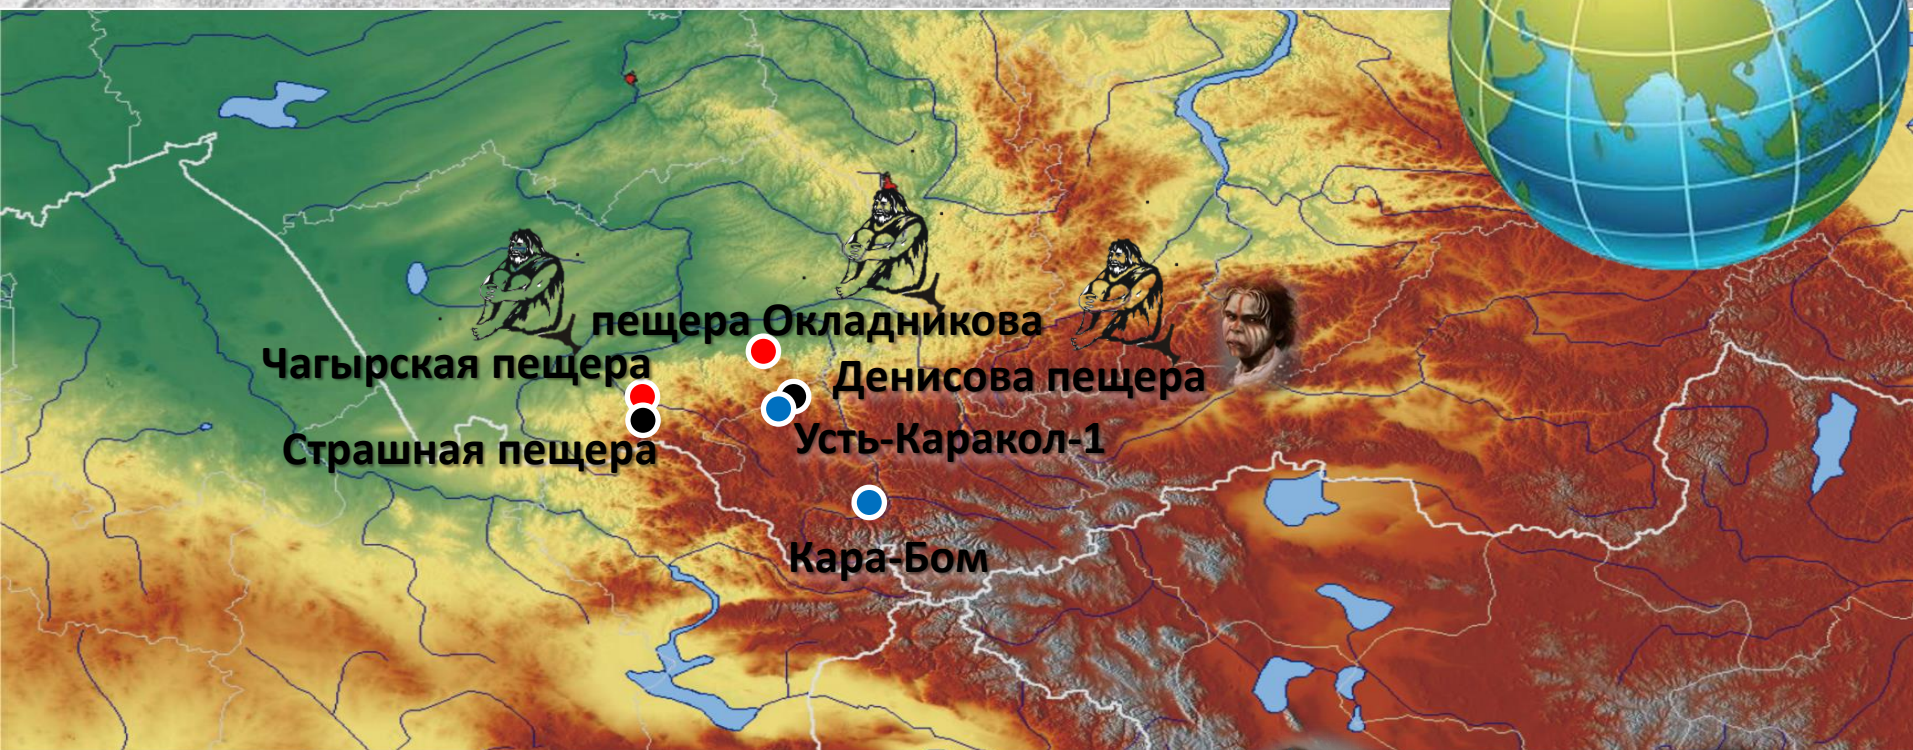 пещера Окладникова
Чагырская пещера
Денисова пещера
Страшная пещера
Усть-Каракол-1
Кара-Бом